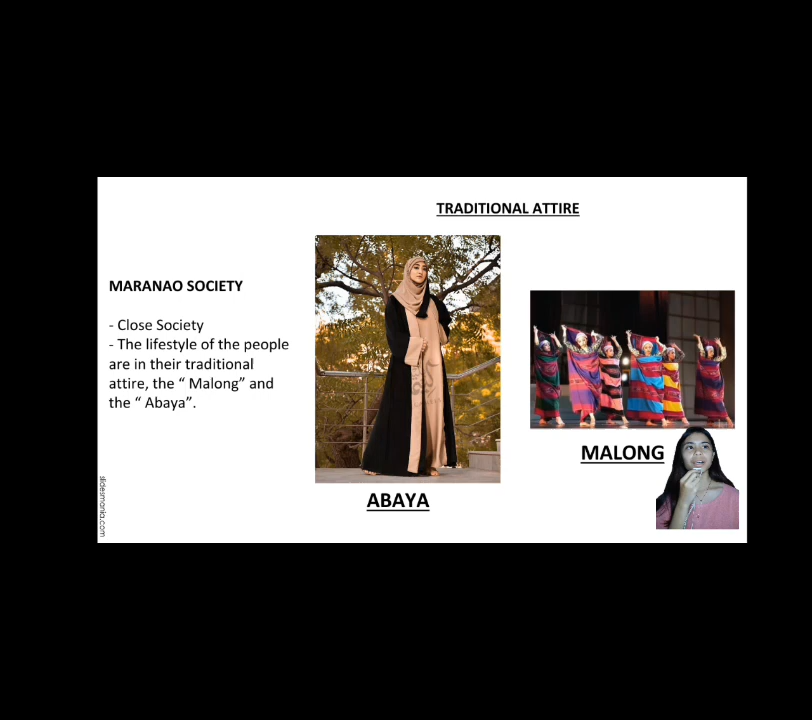 TRADITIONAL ATTIRE
MARANAO SOCIETY
- Close Society
- The lifestyle of the people
are in their traditional
attire, the “ Malong” and
the “ Abaya”.
ABAYA
MALONG
slidesmania.com